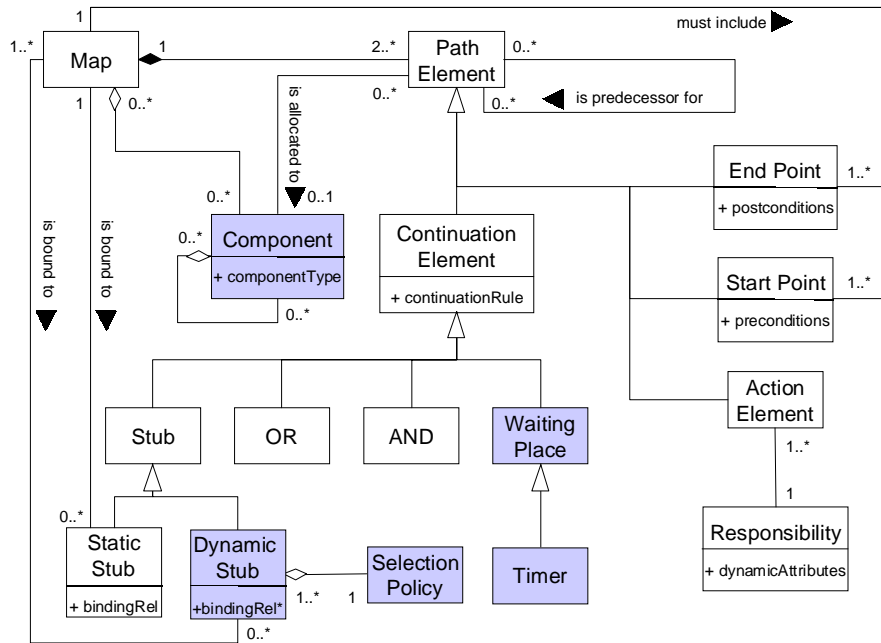 1
must include
1..*
1
2..*
0..*
Map
Path
Element
1
0..*
0..*
0..*
is predecessor for
is allocated to
End Point
1..*
+ postconditions
0..*
0..1
is bound to
is bound to
0..*
Component
+ componentType
0..*
Continuation
Element
+ continuationRule
Start Point
1..*
+ preconditions
Action
Element
1..*
Stub
OR
AND
Waiting
Place
1
Responsibility
+ dynamicAttributes
0..*
Static
Stub
+ bindingRel
Dynamic
Stub
+bindingRel*
1..*
1
Selection
Policy
Timer
0..*